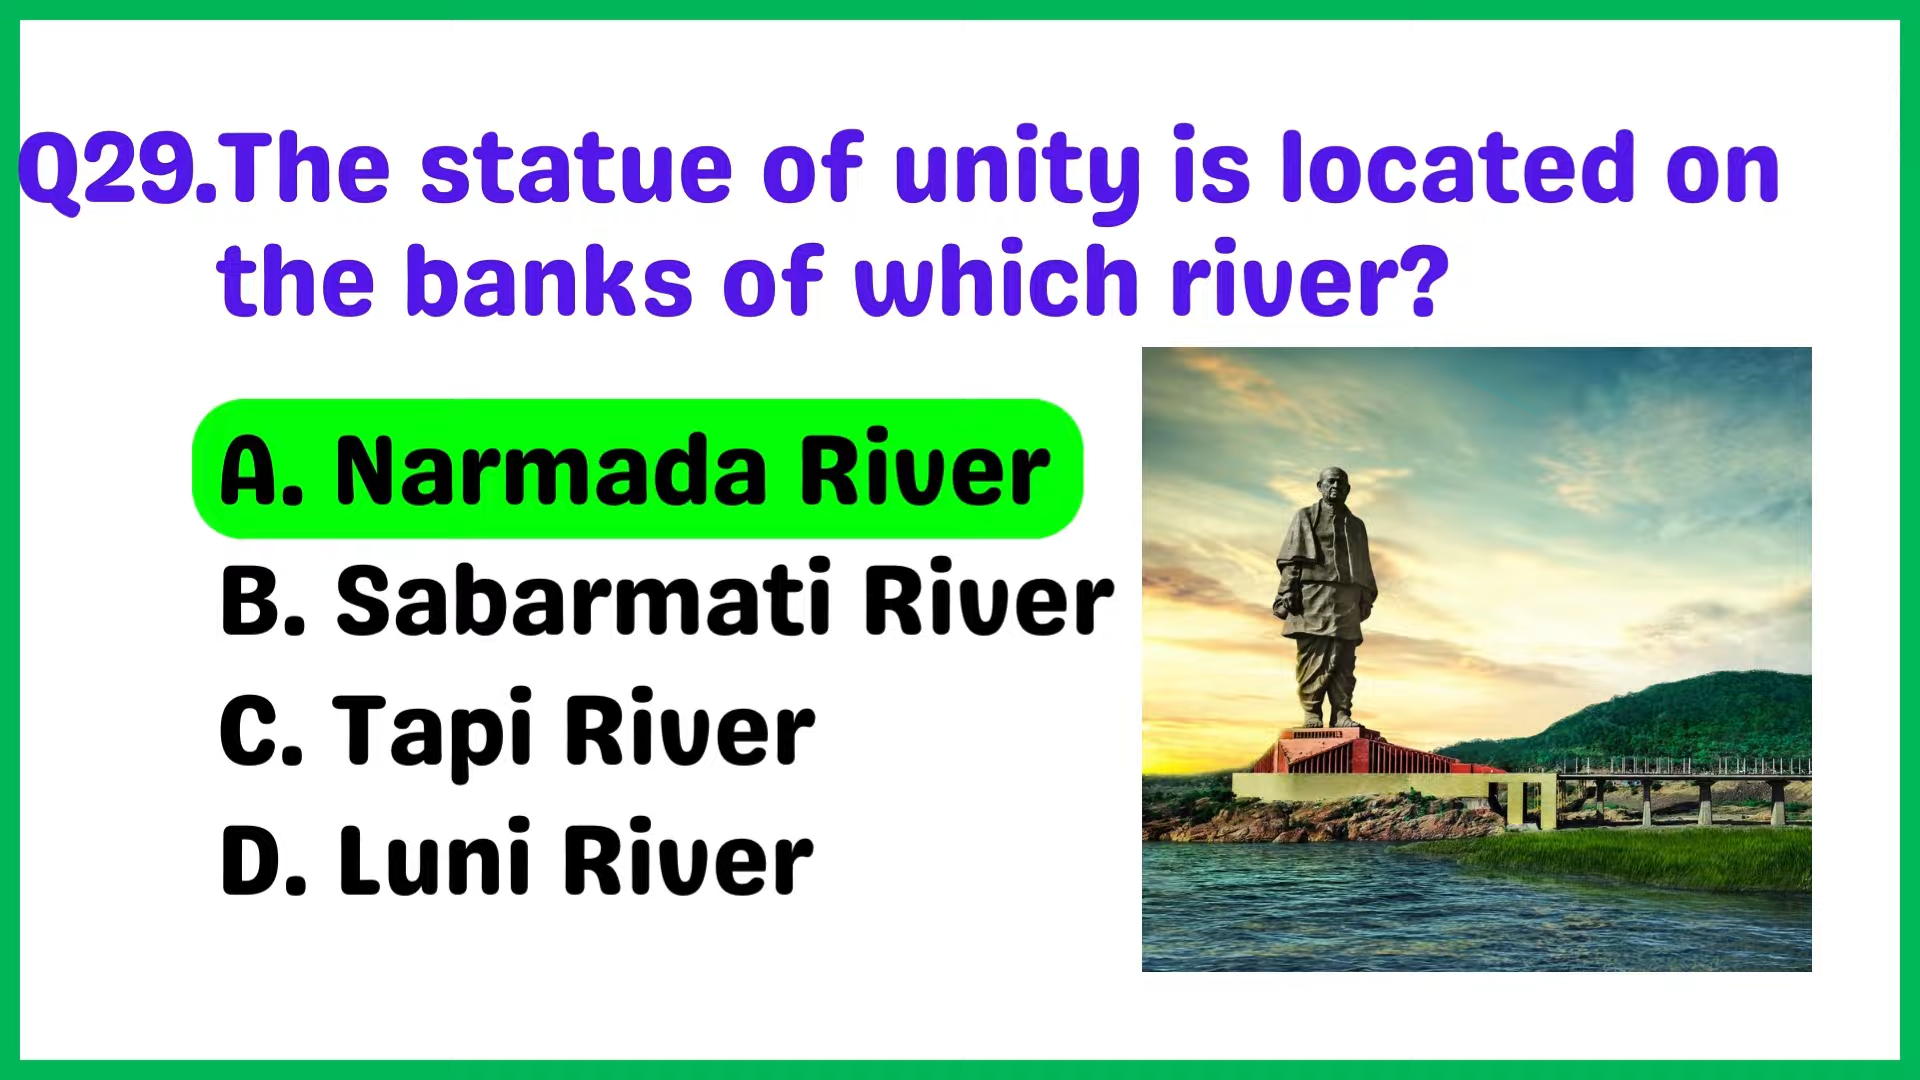 Q29.The statue of unity is located on
the banks of which river?
A. Narmada River
B. Sabarmati River
C. Tapi River
D. Luni River